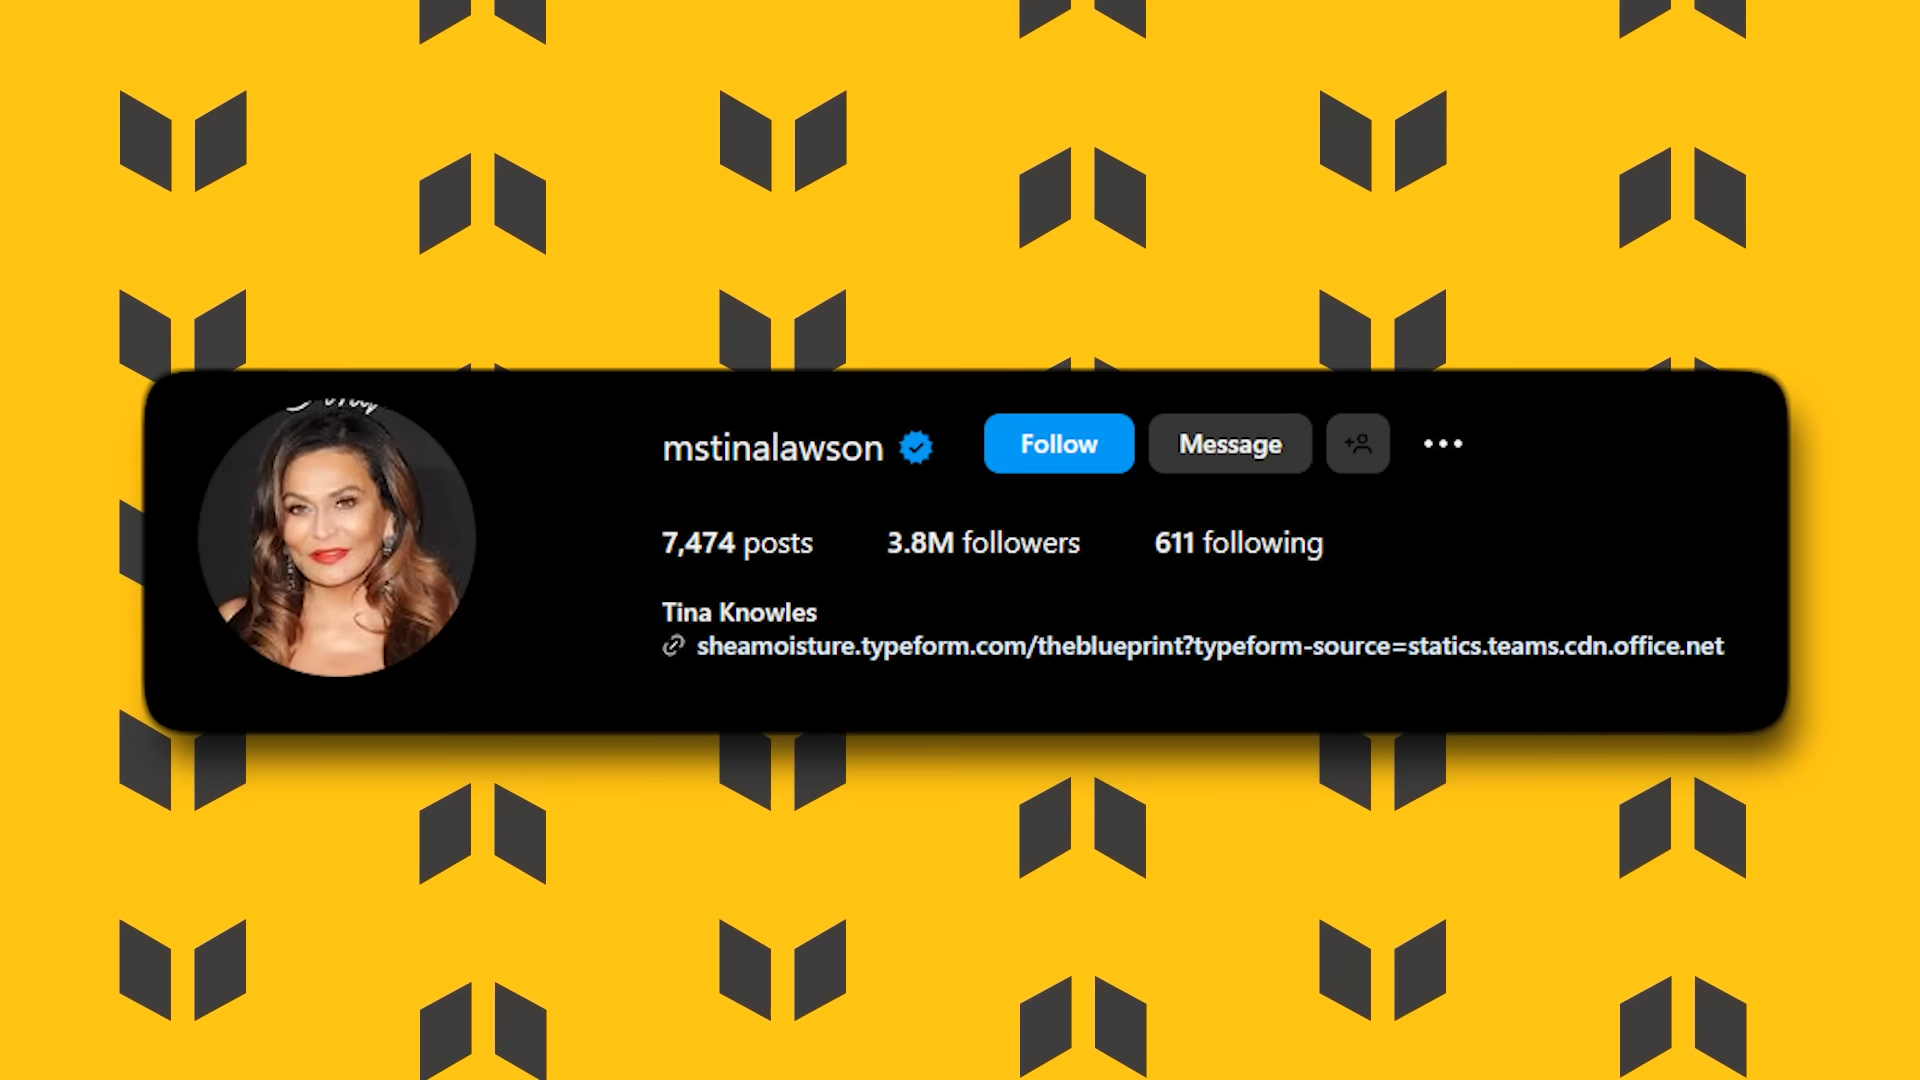 mstinalawson
Follow
Message
7,474 posts
3.8M followers
611 following
Tina Knowles
sheamoisture.typeform.com/theblueprint?typeform-source=statics.teams.cdn.office.net